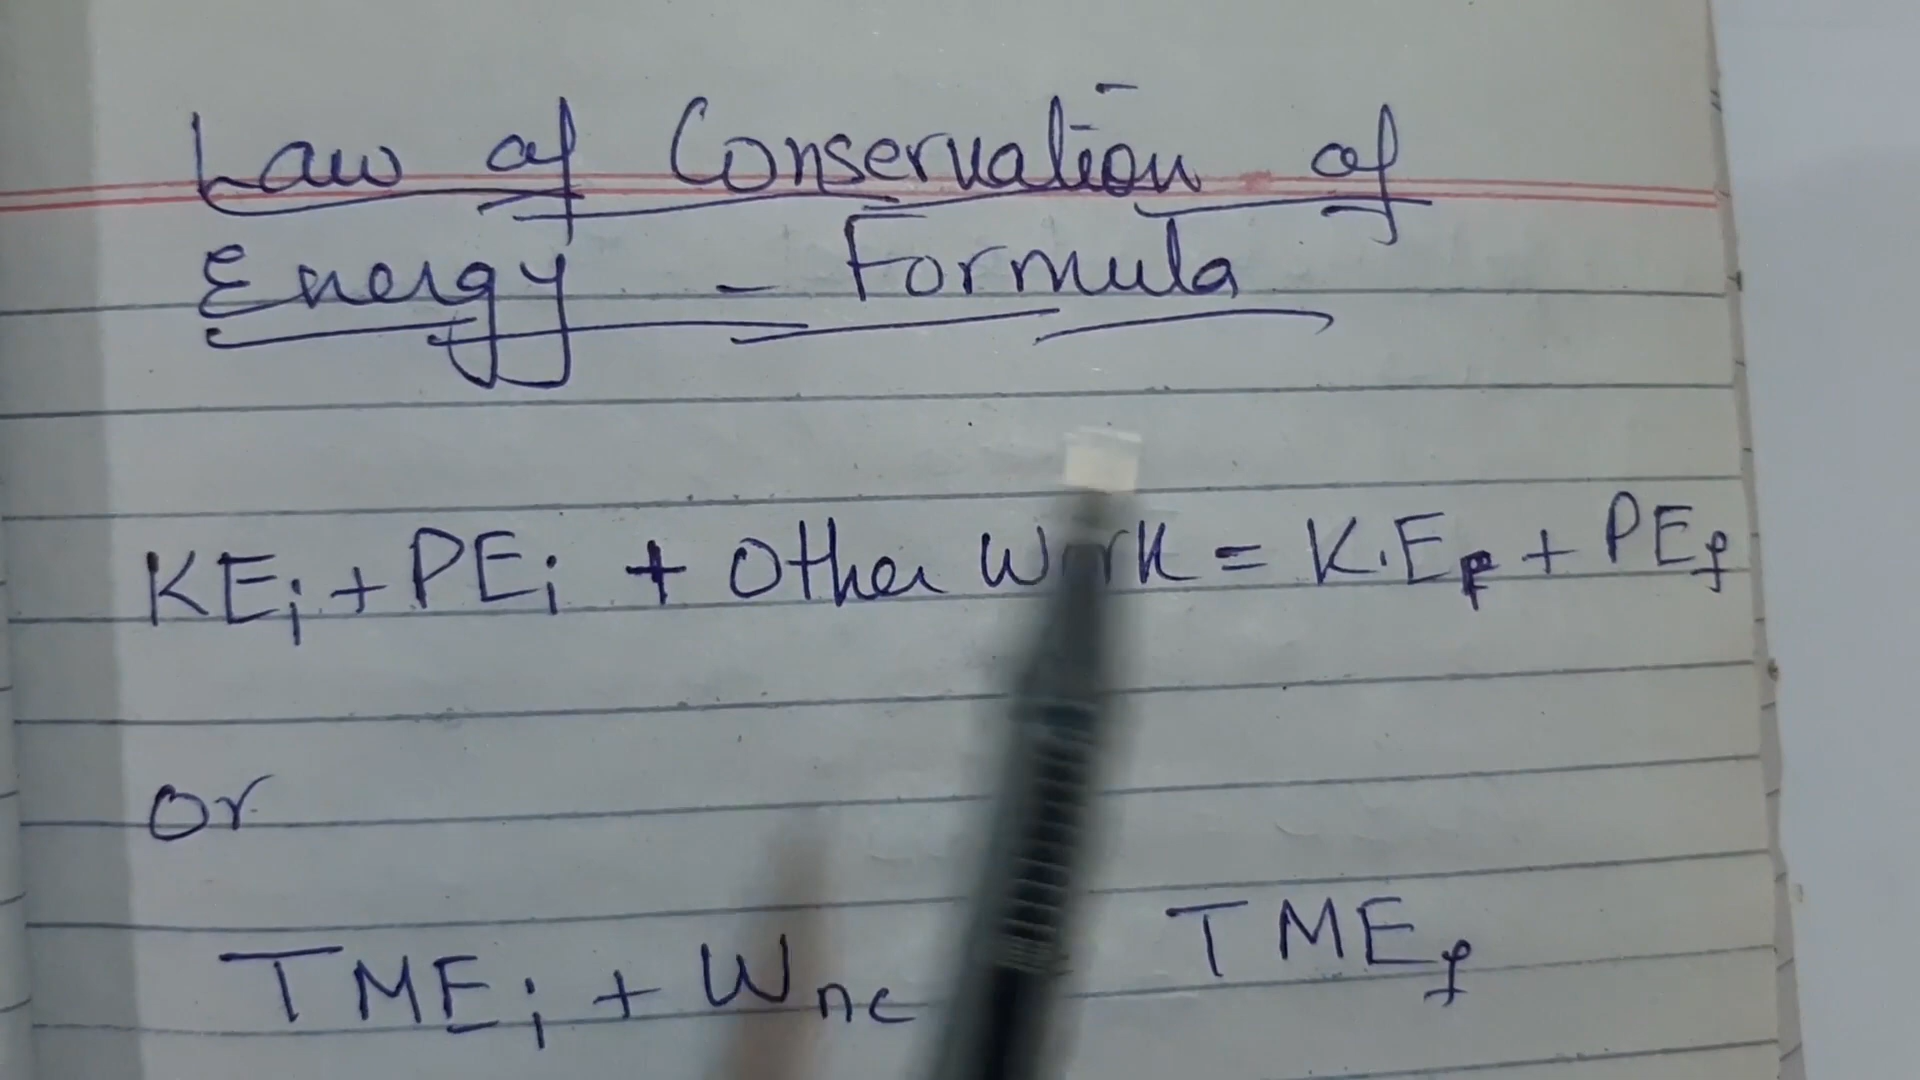 Law of Conservation of
Energy - Formula
KEi + PEi + Other Work = K.Ef + PEf
or
TMEi + Wnc TMEf